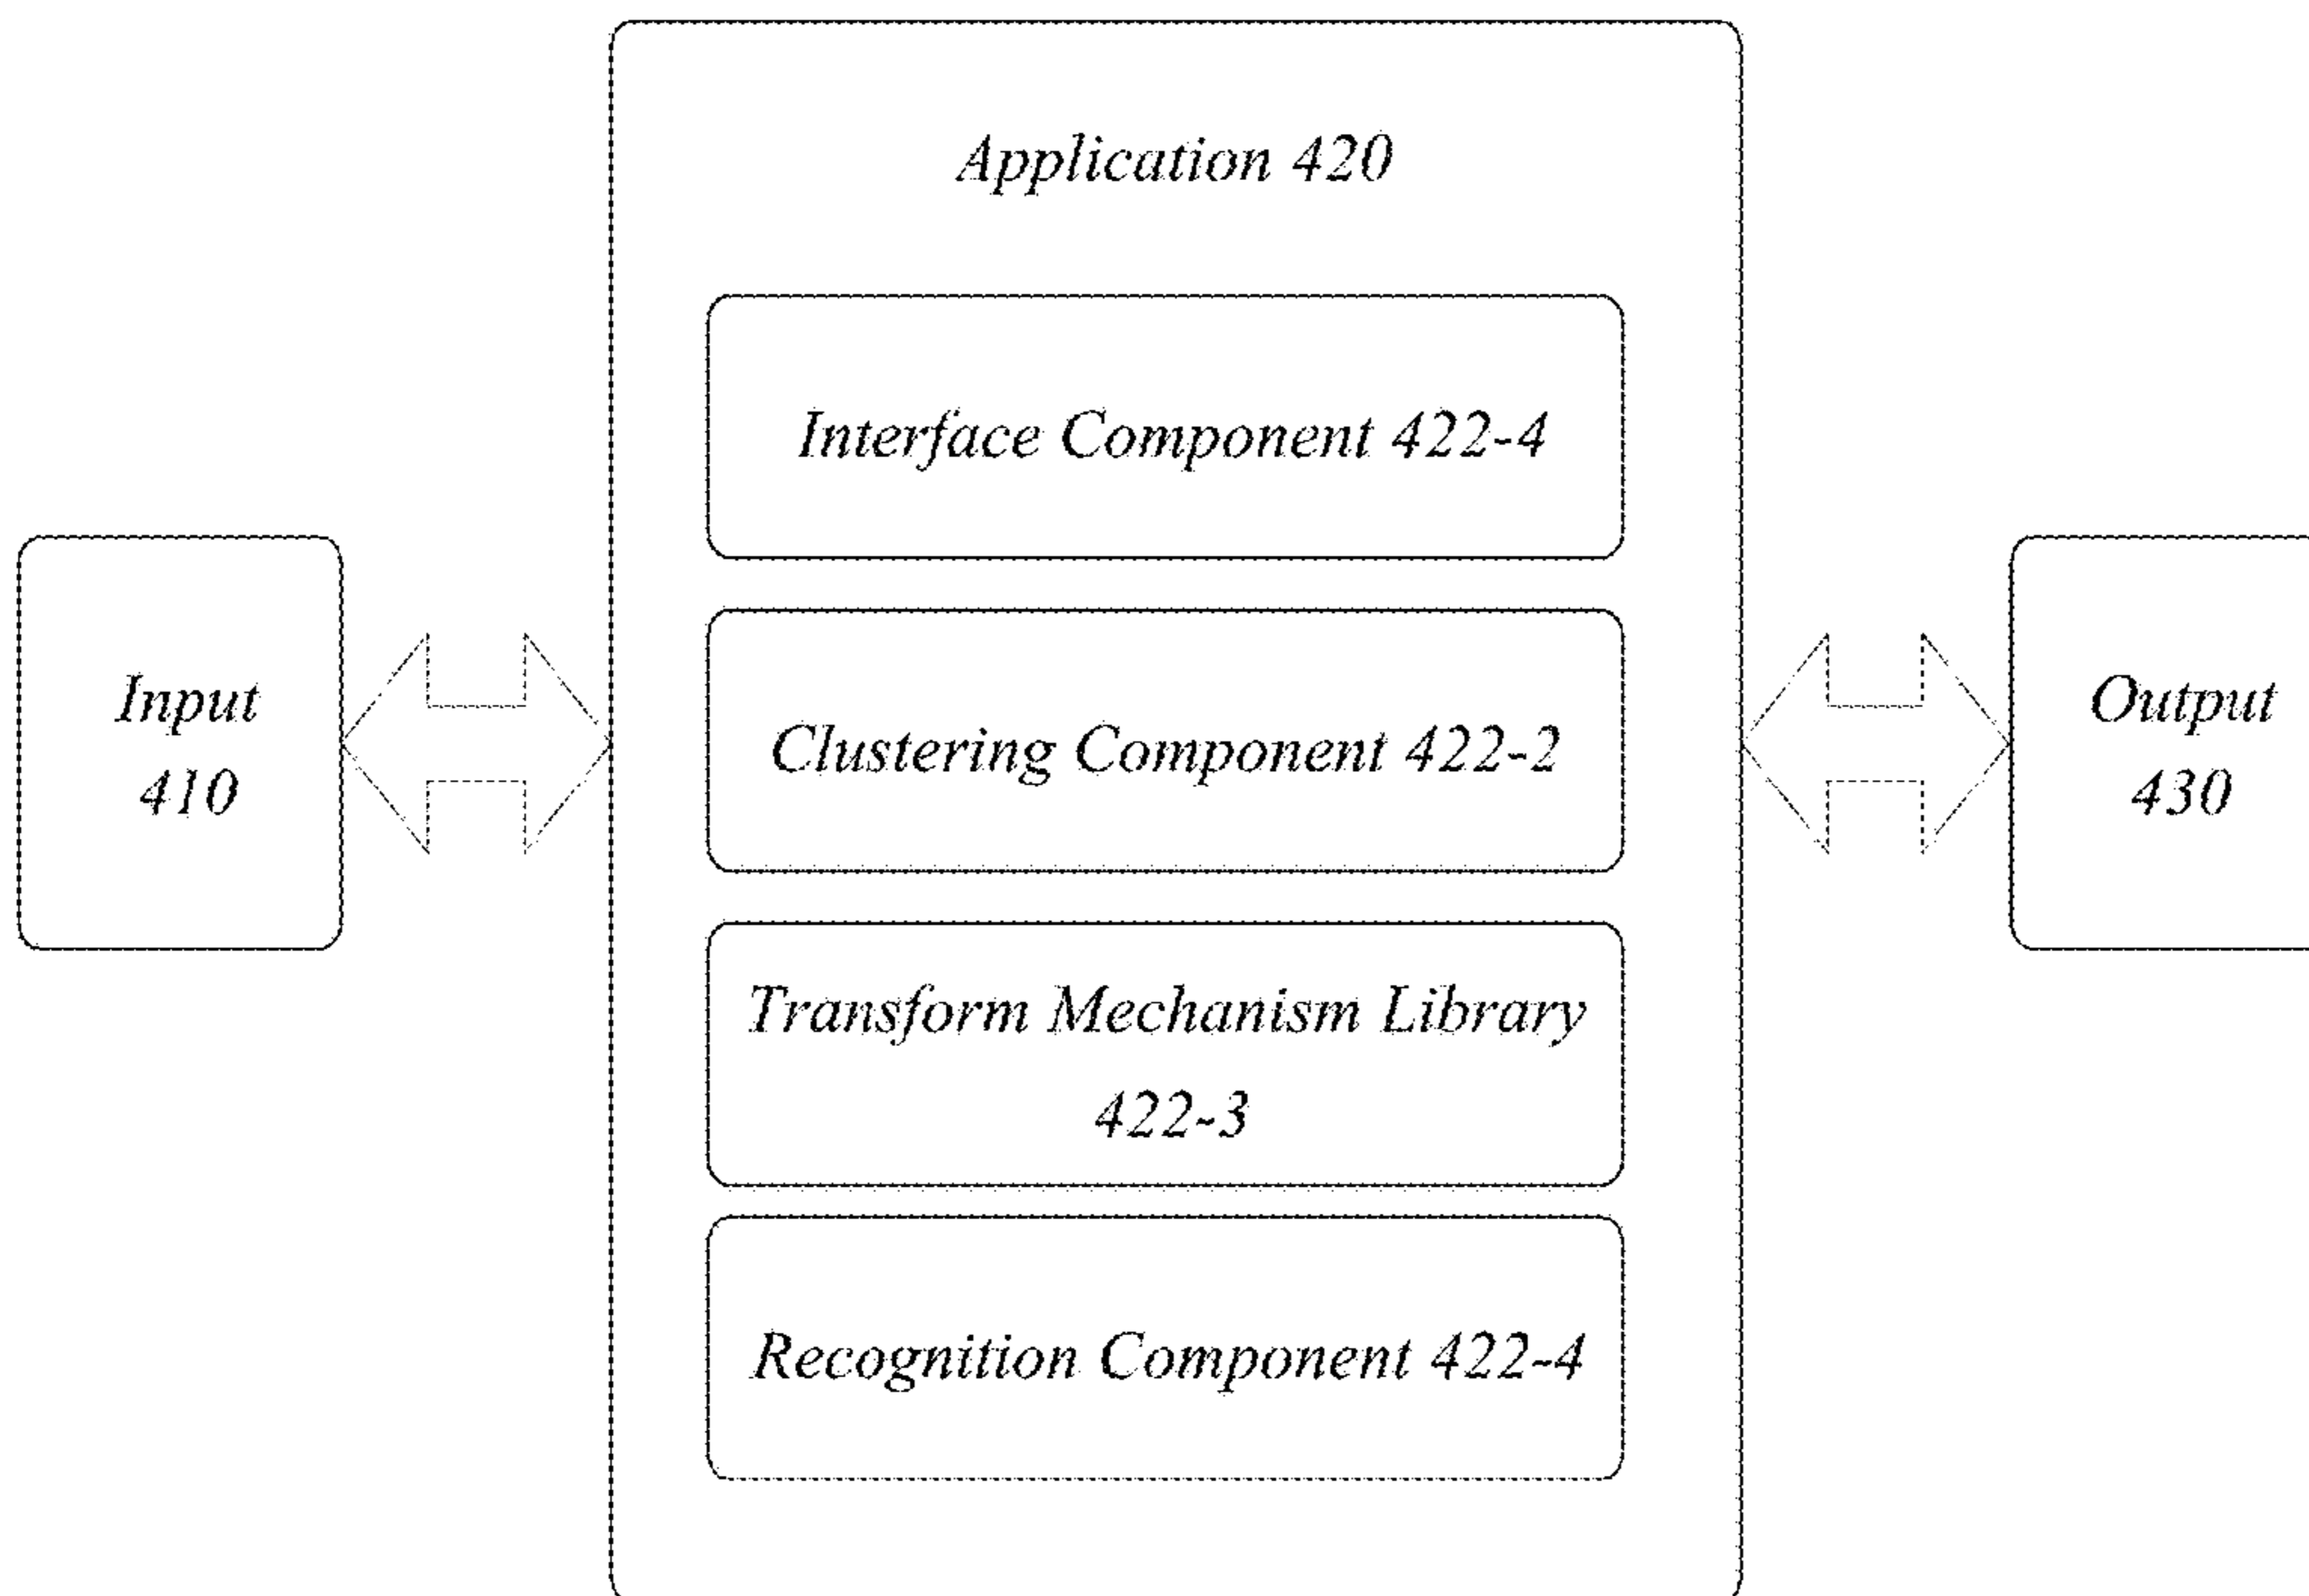 Application 420
Interface Component 422-4
Input
410
Clustering Component 422-2
Output
430
Transform Mechanism Library
422-3
Recognition Component 422-4